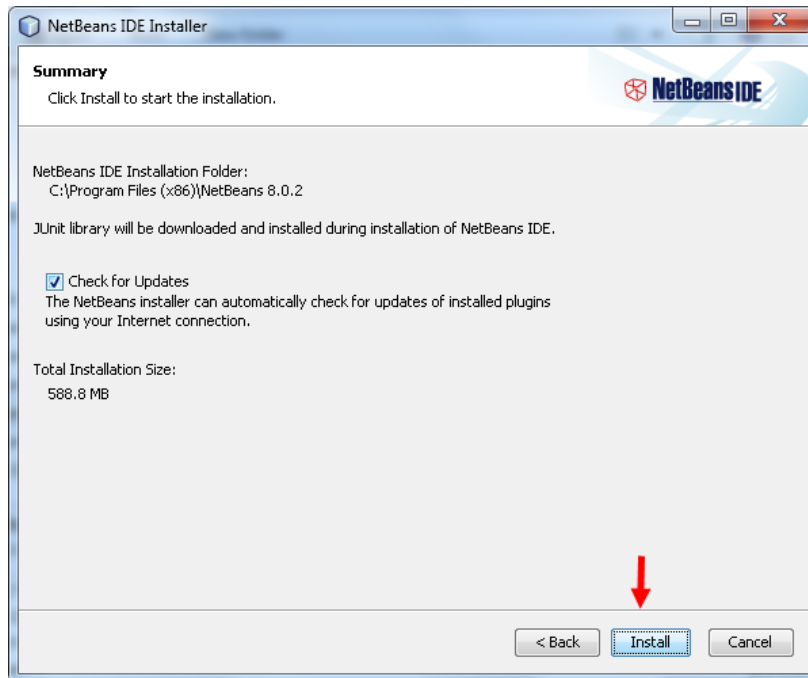 NetBeans IDE Installer
Summary
Click Install to start the installation.
NetBeans IDE
NetBeans IDE Installation Folder:
C:\Program Files (x86)\NetBeans 8.0.2
JUnit library will be downloaded and installed during installation of NetBeans IDE.
Check for Updates
The NetBeans installer can automatically check for updates of installed plugins
using your Internet connection.
Total Installation Size:
588.8 MB
< Back Install Cancel